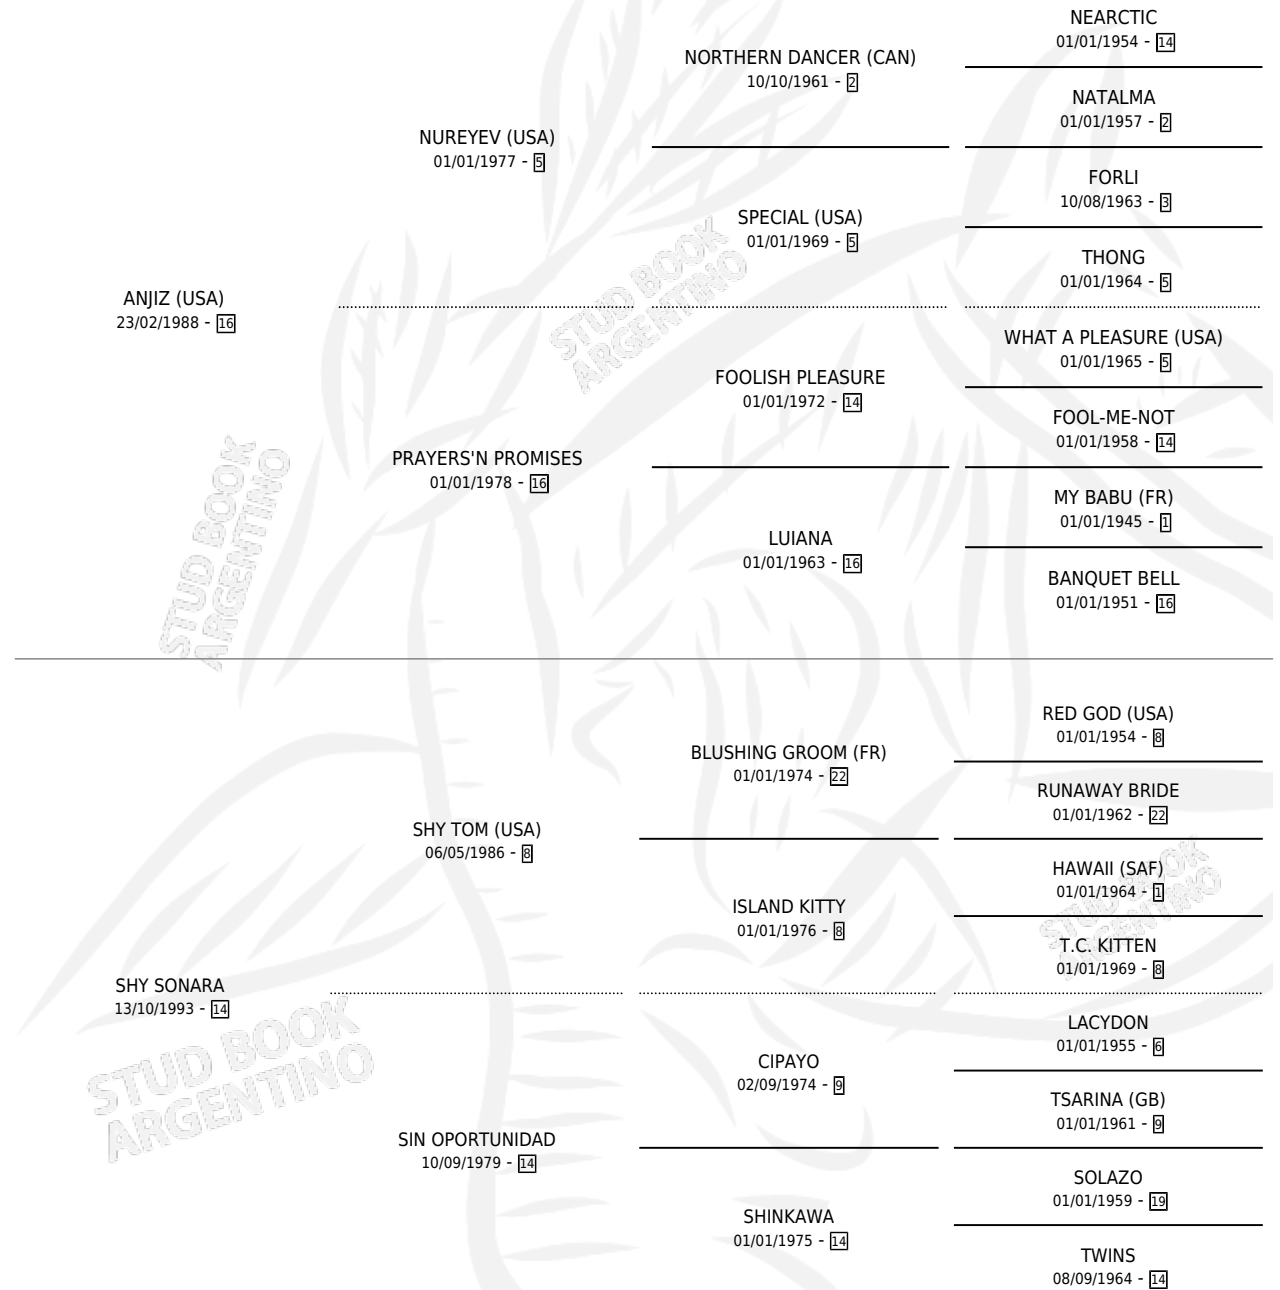 NEARCTIC
01/01/1954 - 14
NORTHERN DANCER (CAN)
10/10/1961 - 2
NATALMA
01/01/1957 - 2
NUREYEV (USA)
01/01/1977 - 5
FORLI
10/08/1963 - 3
SPECIAL (USA)
01/01/1969 - 5
THONG
01/01/1964 - 5
ANJIZ (USA)
23/02/1988 - 16
WHAT A PLEASURE (USA)
01/01/1965 - 5
FOOLISH PLEASURE
01/01/1972 - 14
FOOL-ME-NOT
01/01/1958 - 14
PRAYERS'N PROMISES
01/01/1978 - 16
MY BABU (FR)
01/01/1945 - 1
LUIANA
01/01/1963 - 16
BANQUET BELL
01/01/1951 - 16
RED GOD (USA)
01/01/1954 - 8
BLUSHING GROOM (FR)
01/01/1974 - 22
RUNAWAY BRIDE
01/01/1962 - 22
SHY TOM (USA)
06/05/1986 - 8
HAWAII (SAF)
01/01/1964 - 1
ISLAND KITTY
01/01/1976 - 8
T.C. KITTEN
01/01/1969 - 8
SHY SONARA
13/10/1993 - 14
LACYDON
01/01/1955 - 6
CIPAYO
02/09/1974 - 9
TSARINA (GB)
01/01/1961 - 9
SIN OPORTUNIDAD
10/09/1979 - 14
SOLAZO
01/01/1959 - 19
SHINKAWA
01/01/1975 - 14
TWINS
08/09/1964 - 14
STUD BOOK
ARGENTINO
STUD BOOK
ARGENTINO
STUD BOOK
ARGENTINO
STUD BOOK
ARGENTINO